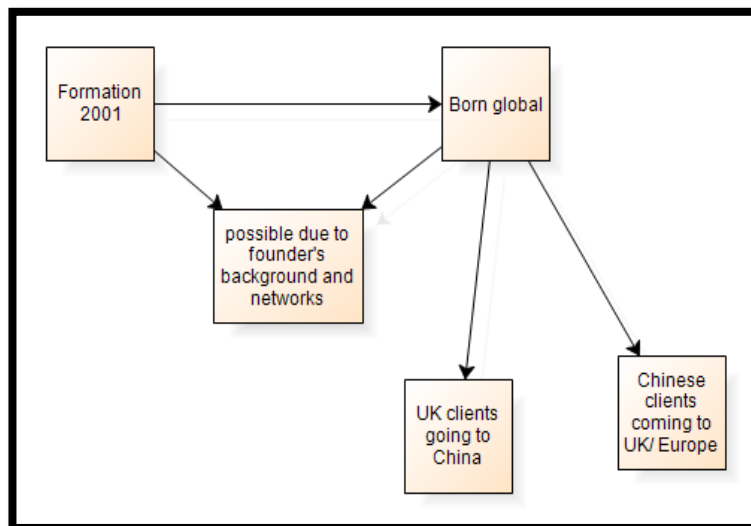 Formation
2001
Born global
possible due to
founder's
background and
networks
UK clients
going to
China
Chinese
clients
coming to
UK/ Europe